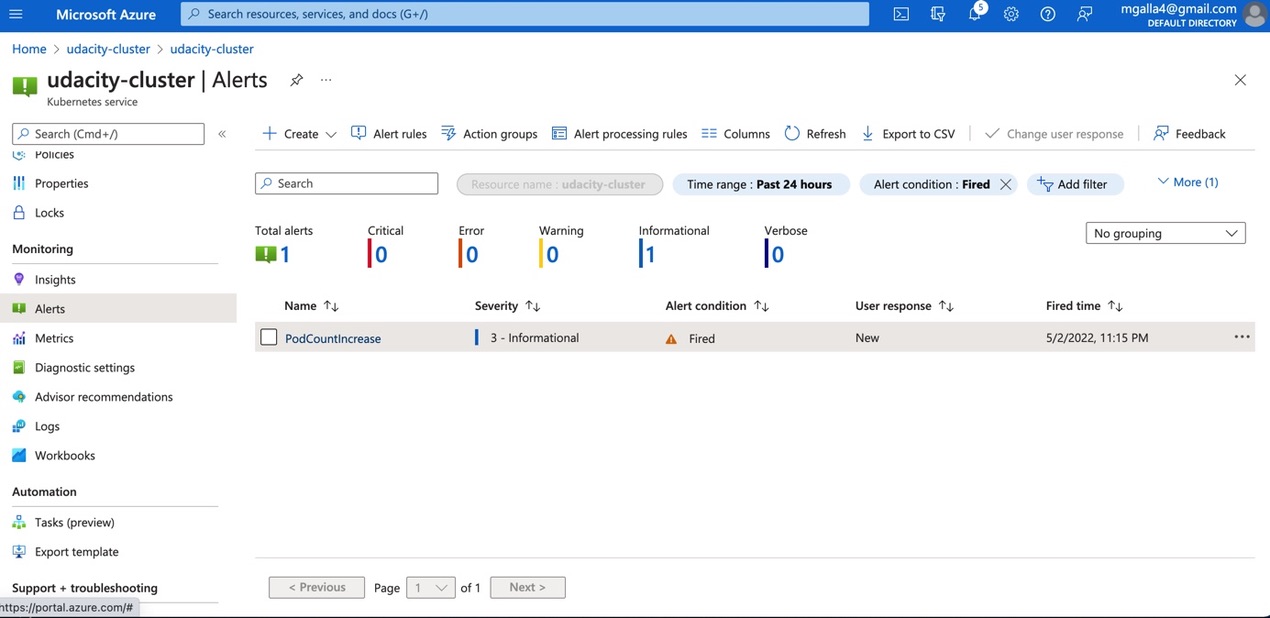 Microsoft Azure
Search resources, services, and docs (G+/)
5
mgalla4@gmail.com
DEFAULT DIRECTORY
Home > udacity-cluster > udacity-cluster
udacity-cluster | Alerts
Kubernetes service
Search (Cmd+/)
Policies
Properties
Locks
Monitoring
Insights
Alerts
Metrics
Diagnostic settings
Advisor recommendations
Logs
Workbooks
Automation
Tasks (preview)
Export template
Support + troubleshooting
https://portal.azure.com/#
Create Alert rules Action groups Alert processing rules Columns Refresh Export to CSV Change user response Feedback
Search Resource name : udacity-cluster Time range : Past 24 hours Alert condition : Fired Add filter More (1)
Total alerts Critical Error Warning Informational Verbose
1 0 0 0 1 0
No grouping
Name Severity Alert condition User response Fired time
PodCountIncrease 3 - Informational Fired New 5/2/2022, 11:15 PM
< Previous Page 1 of 1 Next >